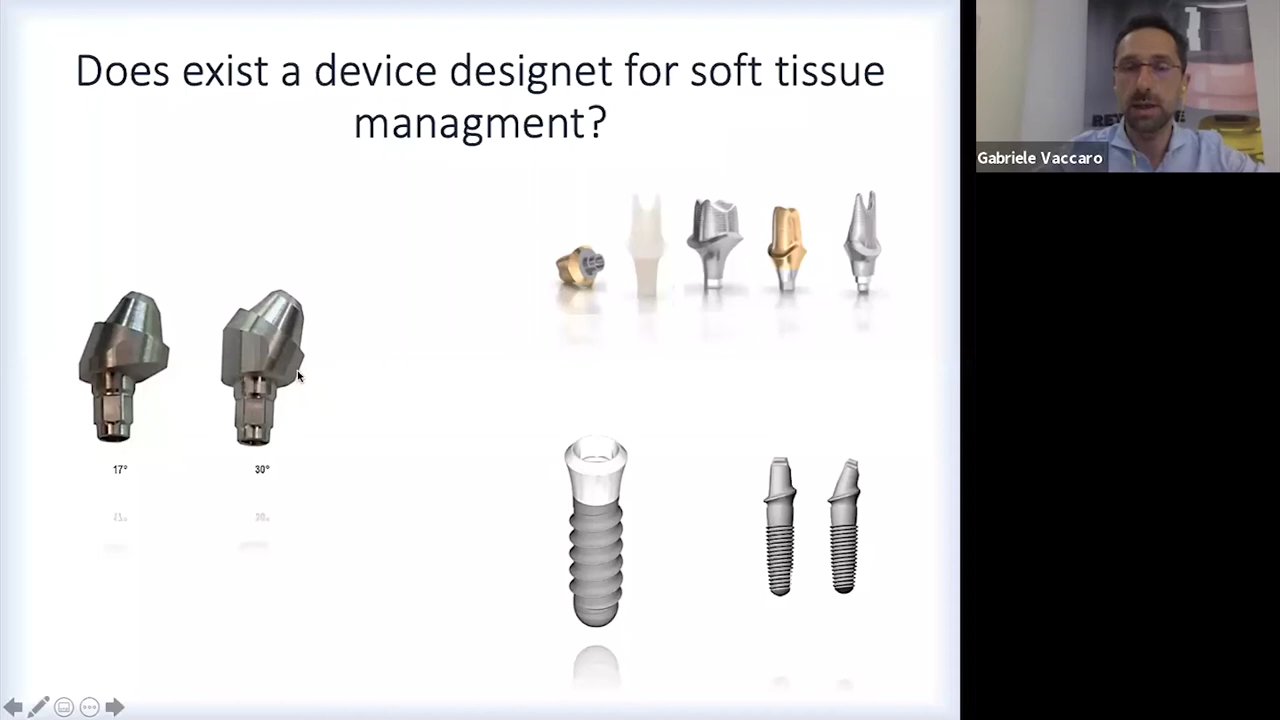 Does exist a device designet for soft tissue
managment?
17°
30°
Gabriele Vaccaro